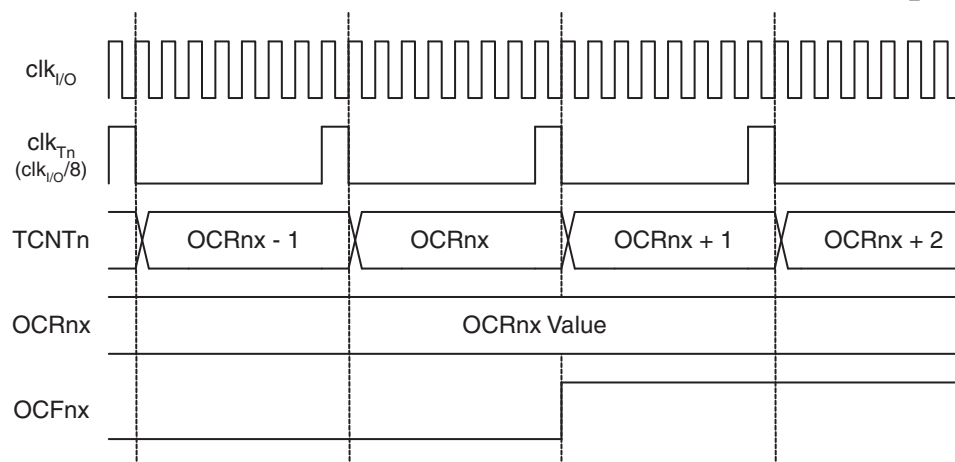 clkI/O
clkTn
(clkI/O/8)
TCNTn
OCRnx - 1
OCRnx
OCRnx + 1
OCRnx + 2
OCRnx
OCRnx Value
OCFnx